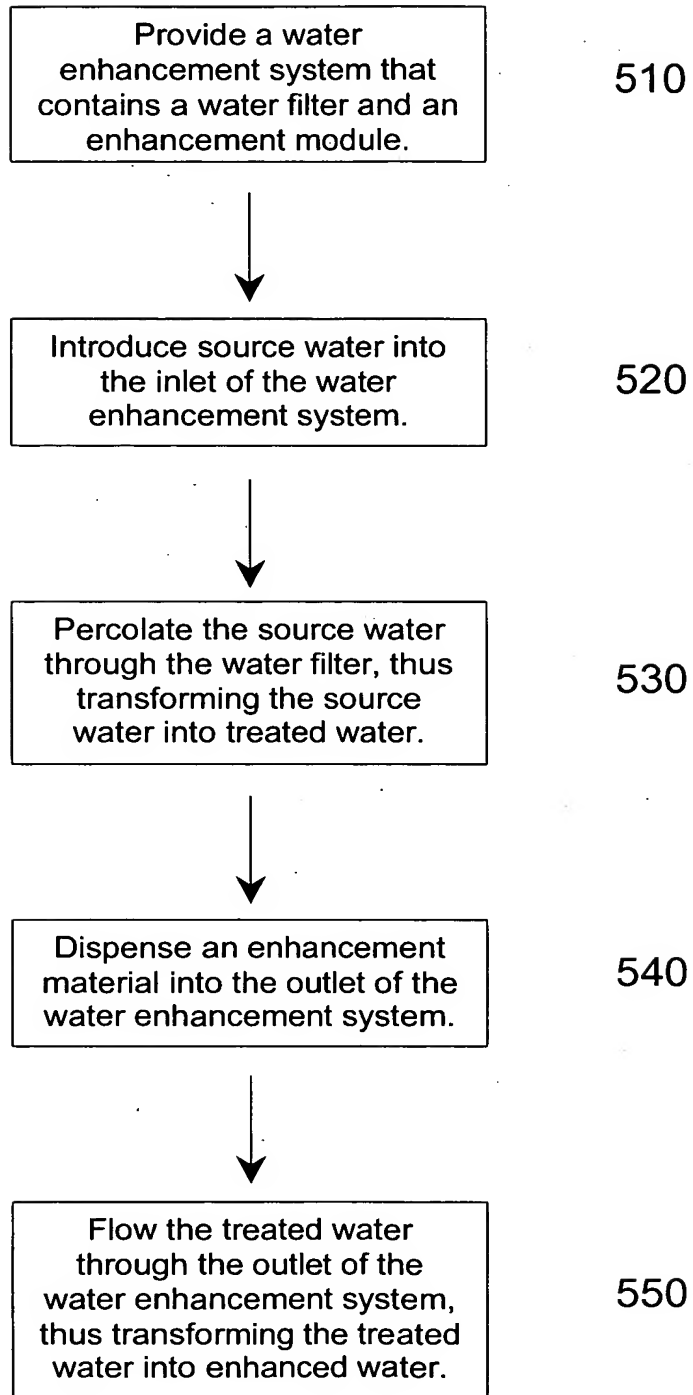 Provide a water
enhancement system that
contains a water filter and an
enhancement module.
510
Introduce source water into
the inlet of the water
enhancement system.
520
Percolate the source water
through the water filter, thus
transforming the source
water into treated water.
530
Dispense an enhancement
material into the outlet of the
water enhancement system.
540
Flow the treated water
through the outlet of the
water enhancement system,
thus transforming the treated
water into enhanced water.
550